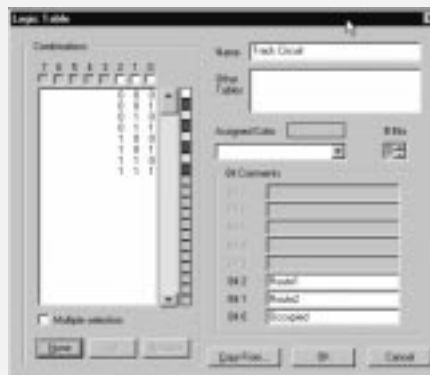 Logic Table
Combinations
Name Track Circuit
7 6 5 4 3 2 1 0
Other
Tables
0 0 0
0 0 1
0 1 0
0 1 1
1 0 0
1 0 1
1 1 0
1 1 1
Assigned Color
# Bits
Bit Comments
Bit 2 Route1
Bit 1 Route2
Bit 0 Occupied
Multiple selection
Copy From...
OK
Cancel